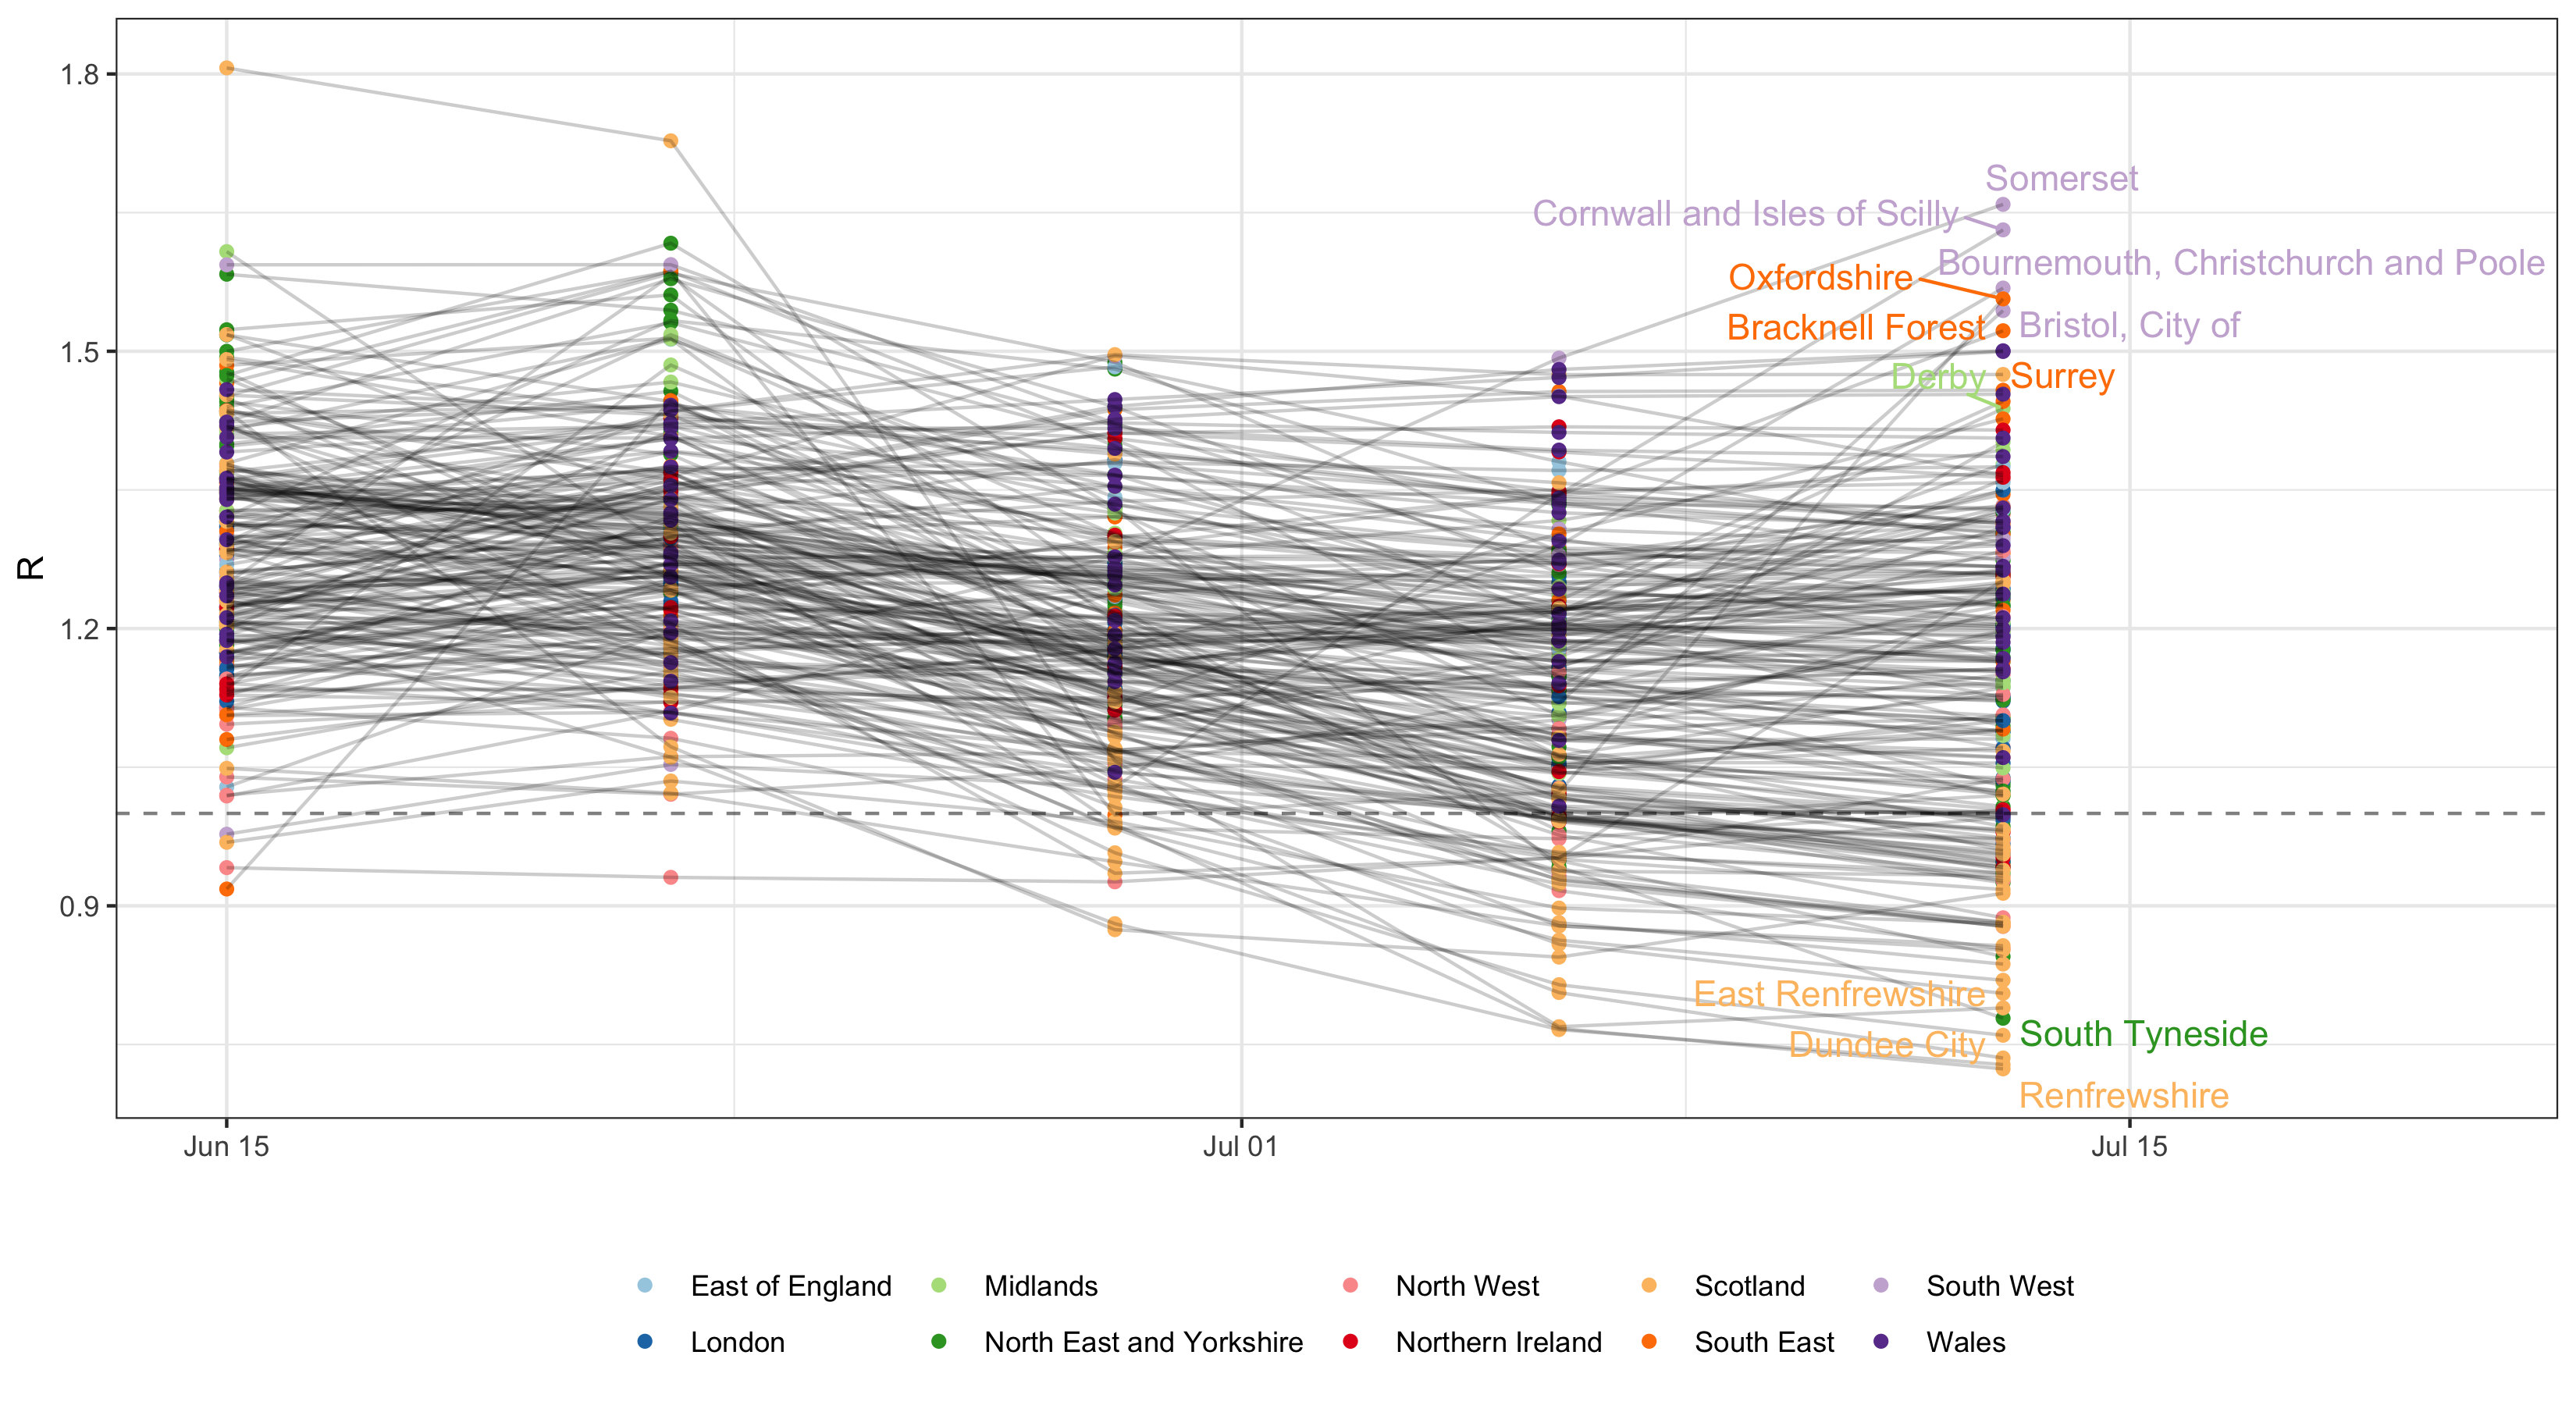 1.8
1.5
1.2
0.9
R
Somerset
Cornwall and Isles of Scilly
Bournemouth, Christchurch and Poole
Oxfordshire
Bracknell Forest
Bristol, City of
Derby
Surrey
East Renfrewshire
South Tyneside
Dundee City
Renfrewshire
Jun 15
Jul 01
Jul 15
East of England
Midlands
North West
Scotland
South West
London
North East and Yorkshire
Northern Ireland
South East
Wales